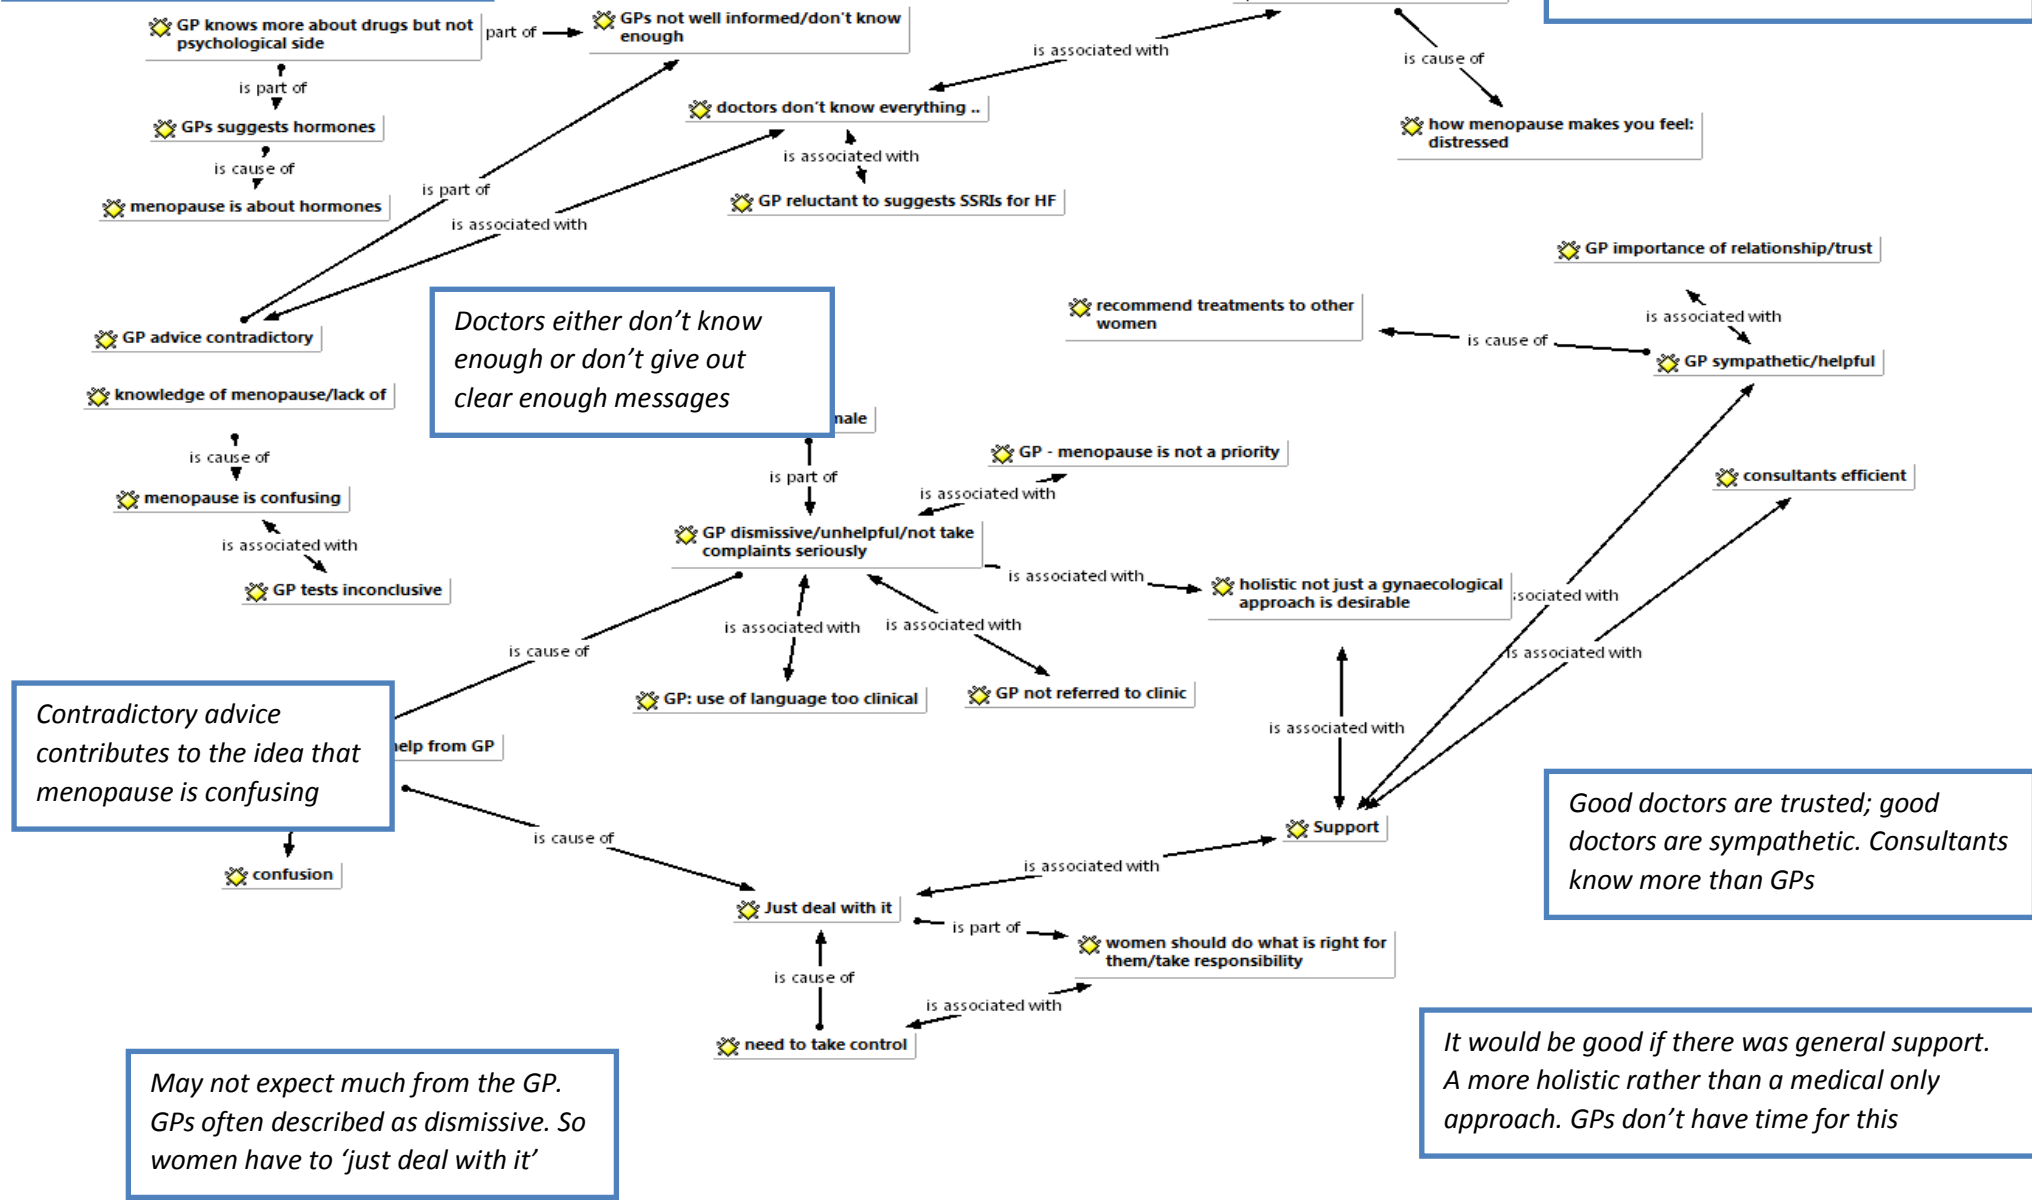 GP knows more about drugs but not
psychological side
part of
GPs not well informed/don't know
enough
is associated with
is cause of
is part of
doctors don't know everything ..
GPs suggests hormones
how menopause makes you feel:
distressed
is associated with
is cause of
is part of
GP reluctant to suggests SSRIs for HF
menopause is about hormones
is associated with
GP importance of relationship/trust
recommend treatments to other
women
is associated with
GP advice contradictory
Doctors either don’t know
enough or don’t give out
clear enough messages
is cause of
GP sympathetic/helpful
knowledge of menopause/lack of
male
is cause of
is part of
GP - menopause is not a priority
consultants efficient
menopause is confusing
is associated with
GP dismissive/unhelpful/not take
complaints seriously
is associated with
is associated with
GP tests inconclusive
holistic not just a gynaecological
approach is desirable
sociated with
is cause of
is associated with
is associated with
is associated with
GP: use of language too clinical
GP not referred to clinic
Contradictory advice
contributes to the idea that
menopause is confusing
help from GP
is associated with
Good doctors are trusted; good
doctors are sympathetic. Consultants
know more than GPs
is cause of
Support
confusion
is associated with
Just deal with it
is part of
women should do what is right for
them/take responsibility
is cause of
is associated with
need to take control
May not expect much from the GP.
GPs often described as dismissive. So
women have to ‘just deal with it’
It would be good if there was general support.
A more holistic rather than a medical only
approach. GPs don’t have time for this